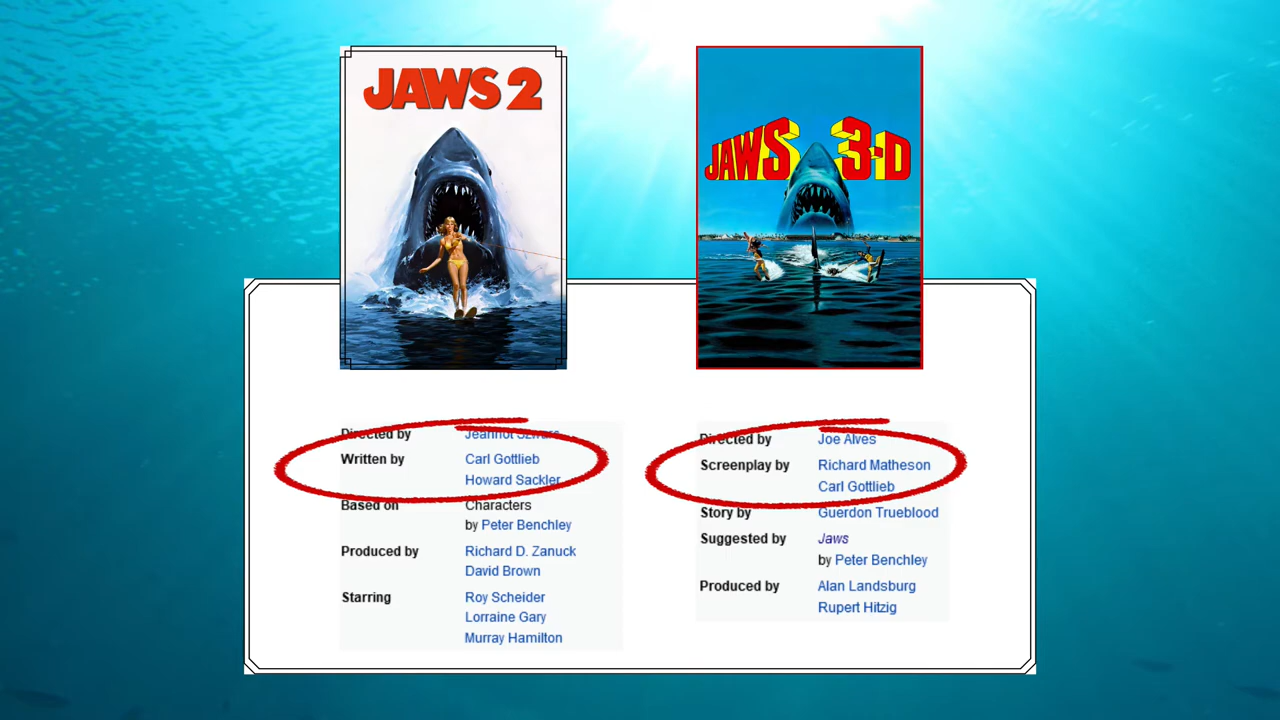 JAWS 2
JAWS 3-D
Directed by Jeannot Szwarc
Written by Carl Gottlieb
Howard Sackler
Based on Characters
by Peter Benchley
Produced by Richard D. Zanuck
David Brown
Starring Roy Scheider
Lorraine Gary
Murray Hamilton
Directed by Joe Alves
Screenplay by Richard Matheson
Carl Gottlieb
Story by Guerdon Trueblood
Suggested by Jaws
by Peter Benchley
Produced by Alan Landsburg
Rupert Hitzig